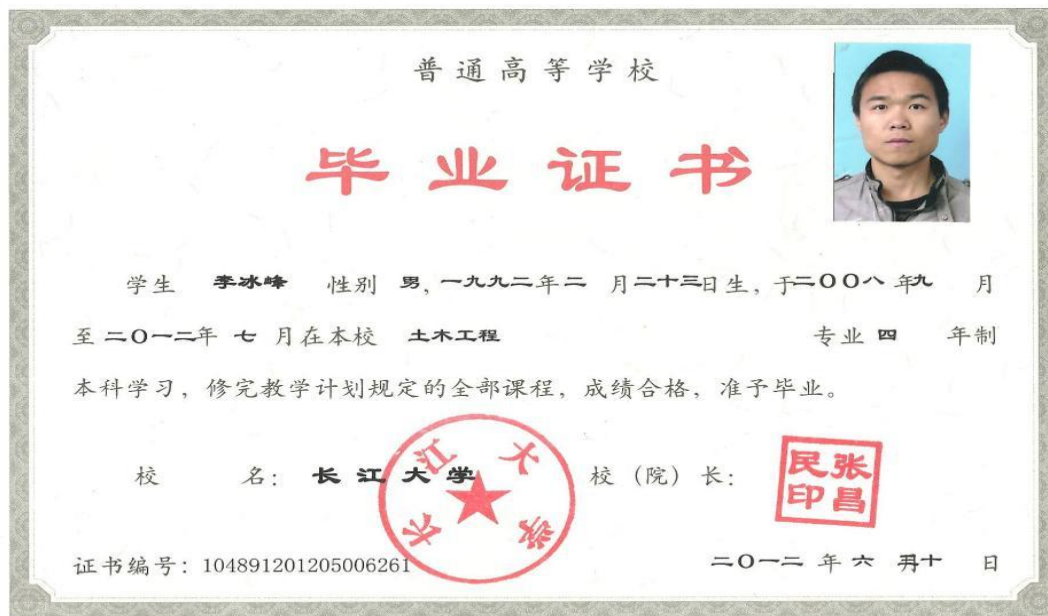 普通高等学校
毕业证书
学生 李冰峰 性别 男，一九九二年二 月二十三日生，于二〇〇八年九 月
至二〇一二年 七 月在本校 土木工程 专业 四 年制
本科学习，修完教学计划规定的全部课程，成绩合格，准予毕业。
校 名：长江大学 校（院）长：
长江大学
张昌民印
证书编号：104891201205006261 二〇一二 年 六 月十 日